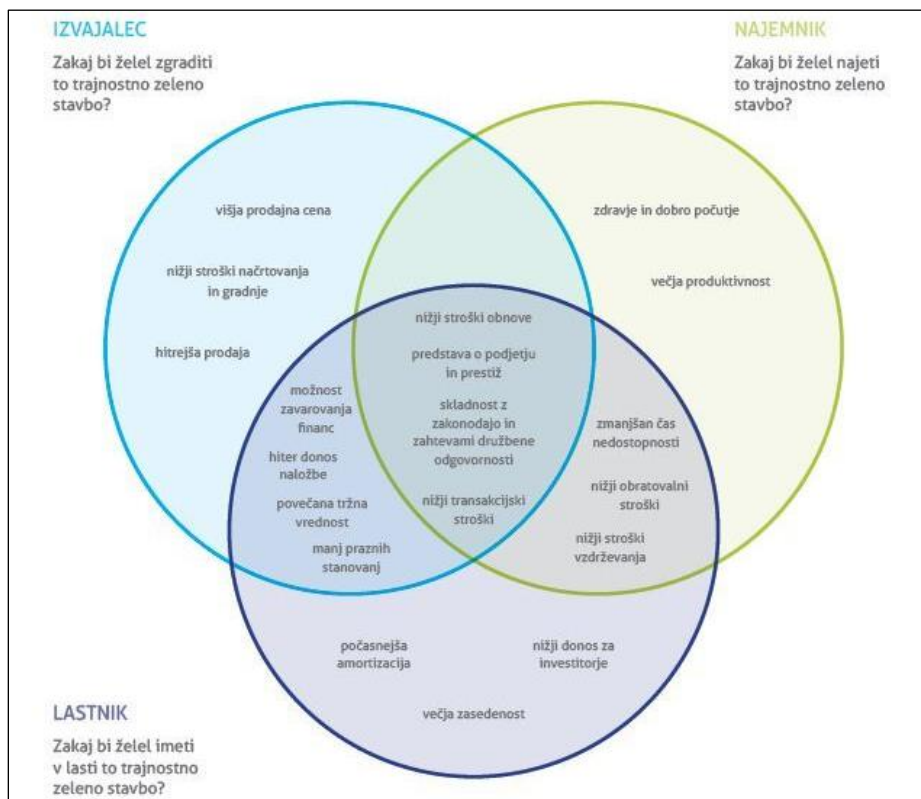 IZVAJALEC
Zakaj bi želel zgraditi
to trajnostno zeleno
stavbo?
NAJEMNIK
Zakaj bi želel najeti
to trajnostno zeleno
stavbo?
višja prodajna cena
nižji stroški načrtovanja
in gradnje
hitrejša prodaja
zdravje in dobro počutje
večja produktivnost
nižji stroški obnove
predstava o podjetju
in prestiž
skladnost z
zakonodajo in
zahtevami družbene
odgovornosti
nižji transakcijski
stroški
možnost
zavarovanja
financ
hiter donos
naložbe
povečana tržna
vrednost
manj praznih
stanovanj
zmanjšan čas
nedostopnosti
nižji obratovalni
stroški
nižji stroški
vzdrževanja
počasnejša
amortizacija
nižji donos za
investitorje
večja zasedenost
LASTNIK
Zakaj bi želel imeti
v lasti to trajnostno
zeleno stavbo?